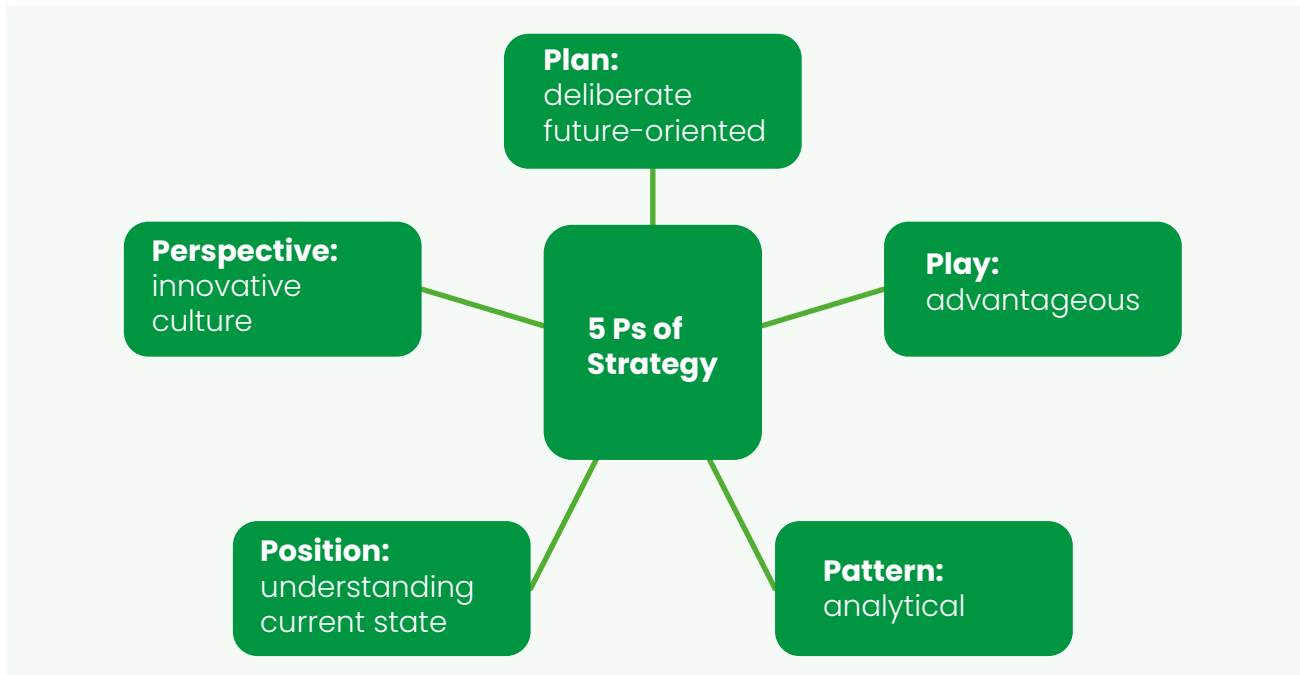 Plan:
deliberate
future-oriented
Perspective:
innovative
culture
Play:
advantageous
5 Ps of
Strategy
Position:
understanding
current state
Pattern:
analytical